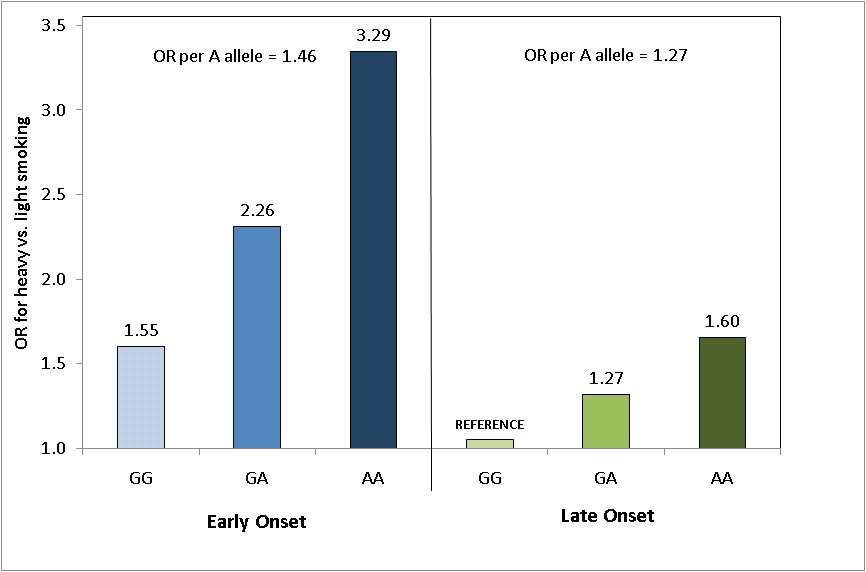 OR for heavy vs. light smoking
3.5
3.0
2.5
2.0
1.5
1.0
OR per A allele = 1.46
OR per A allele = 1.27
1.55
2.26
3.29
REFERENCE
1.27
1.60
GG
GA
AA
GG
GA
AA
Early Onset
Late Onset